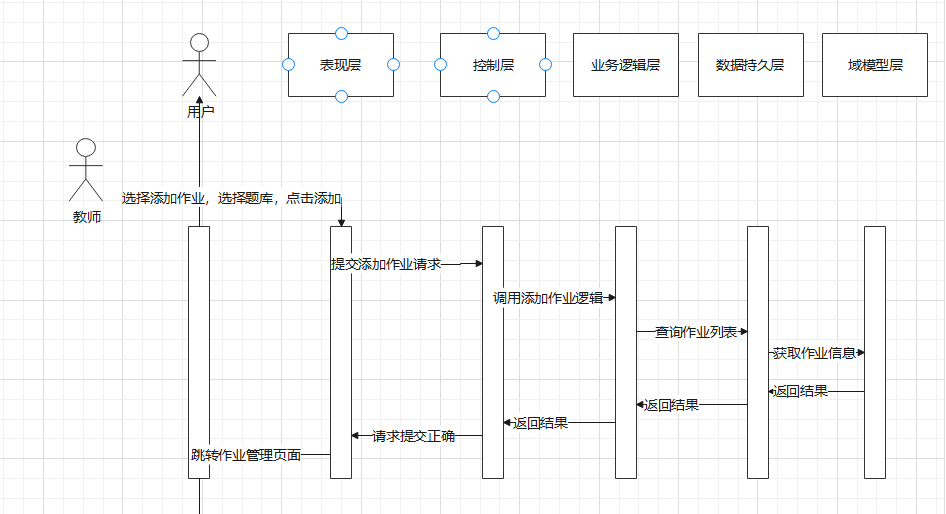 表现层
控制层
业务逻辑层
数据持久层
域模型层
用户
教师
选择添加作业，选择题库，点击添加
提交添加作业请求
调用添加作业逻辑
查询作业列表
获取作业信息
返回结果
返回结果
返回结果
请求提交正确
跳转作业管理页面